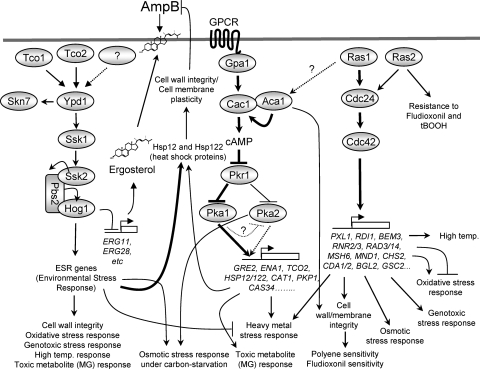 AmpB
GPCR
Tco1
Tco2
?
Gpa1
Ras1
Ras2
?
Skn7
Ypd1
Cell wall integrity/
Cell membrane
plasticity
Cac1
Aca1
Cdc24
Resistance to
Fludioxonil and
tBOOH
Ssk1
cAMP
Cdc42
Hsp12 and Hsp122
(heat shock proteins)
Ssk2
Pbs2
Ergosterol
Pkr1
Hog1
Pka1
?
Pka2
ERG11,
ERG28,
etc
PXL1, RDI1, BEM3,
RNR2/3, RAD3/14,
MSH6, MND1, CHS2,
CDA1/2, BGL2, GSC2...
High temp.
GRE2, ENA1, TCO2,
HSP12/122, CAT1, PKP1,
CAS34........
ESR genes
(Environmental Stress
Response)
Oxidative stress
response
Cell
wall/membrane
integrity
Genotoxic
stress response
Cell wall integrity
Oxidative stress response
Genotoxic stress response
High temp. response
Toxic metabolite (MG) response
Heavy metal
stress response
Osmotic
stress response
Osmotic stress response
under carbon-starvation
Toxic metabolite
(MG) response
Polyene sensitivity
Fludioxonil sensitivity